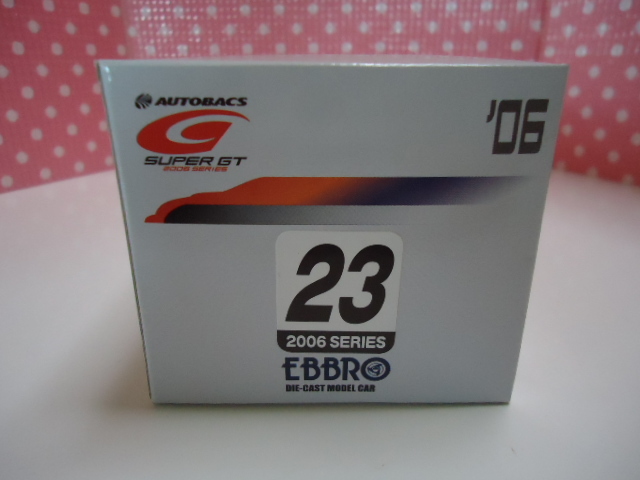 AUTOBACS
SUPER GT
2006 SERIES
'06
23
2006 SERIES
EBBRO
DIE-CAST MODEL CAR